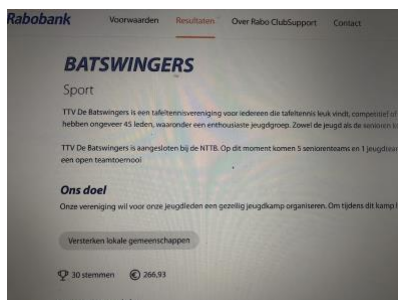 Rabobank Voorwaarden Resultaten Over Rabo ClubSupport Contact
BATSWINGERS
Sport
TTV De Batswingers is een tafeltennisvereniging voor iedereen die tafeltennis leuk vindt, competitief of
hebben ongeveer 45 leden, waaronder een enthousiaste jeugdgroep. Zowel de jeugd als de senioren
TTV De Batswingers is aangesloten bij de NTTB. Op dit moment komen 5 seniorenteams en 1 jeugdteam
een open teamtoernooi
Ons doel
Onze vereniging wil voor onze jeugdleden een gezellig jeugdkamp organiseren. Om tijdens dit kamp
Versterken lokale gemeenschappen
30 stemmen € 266,93